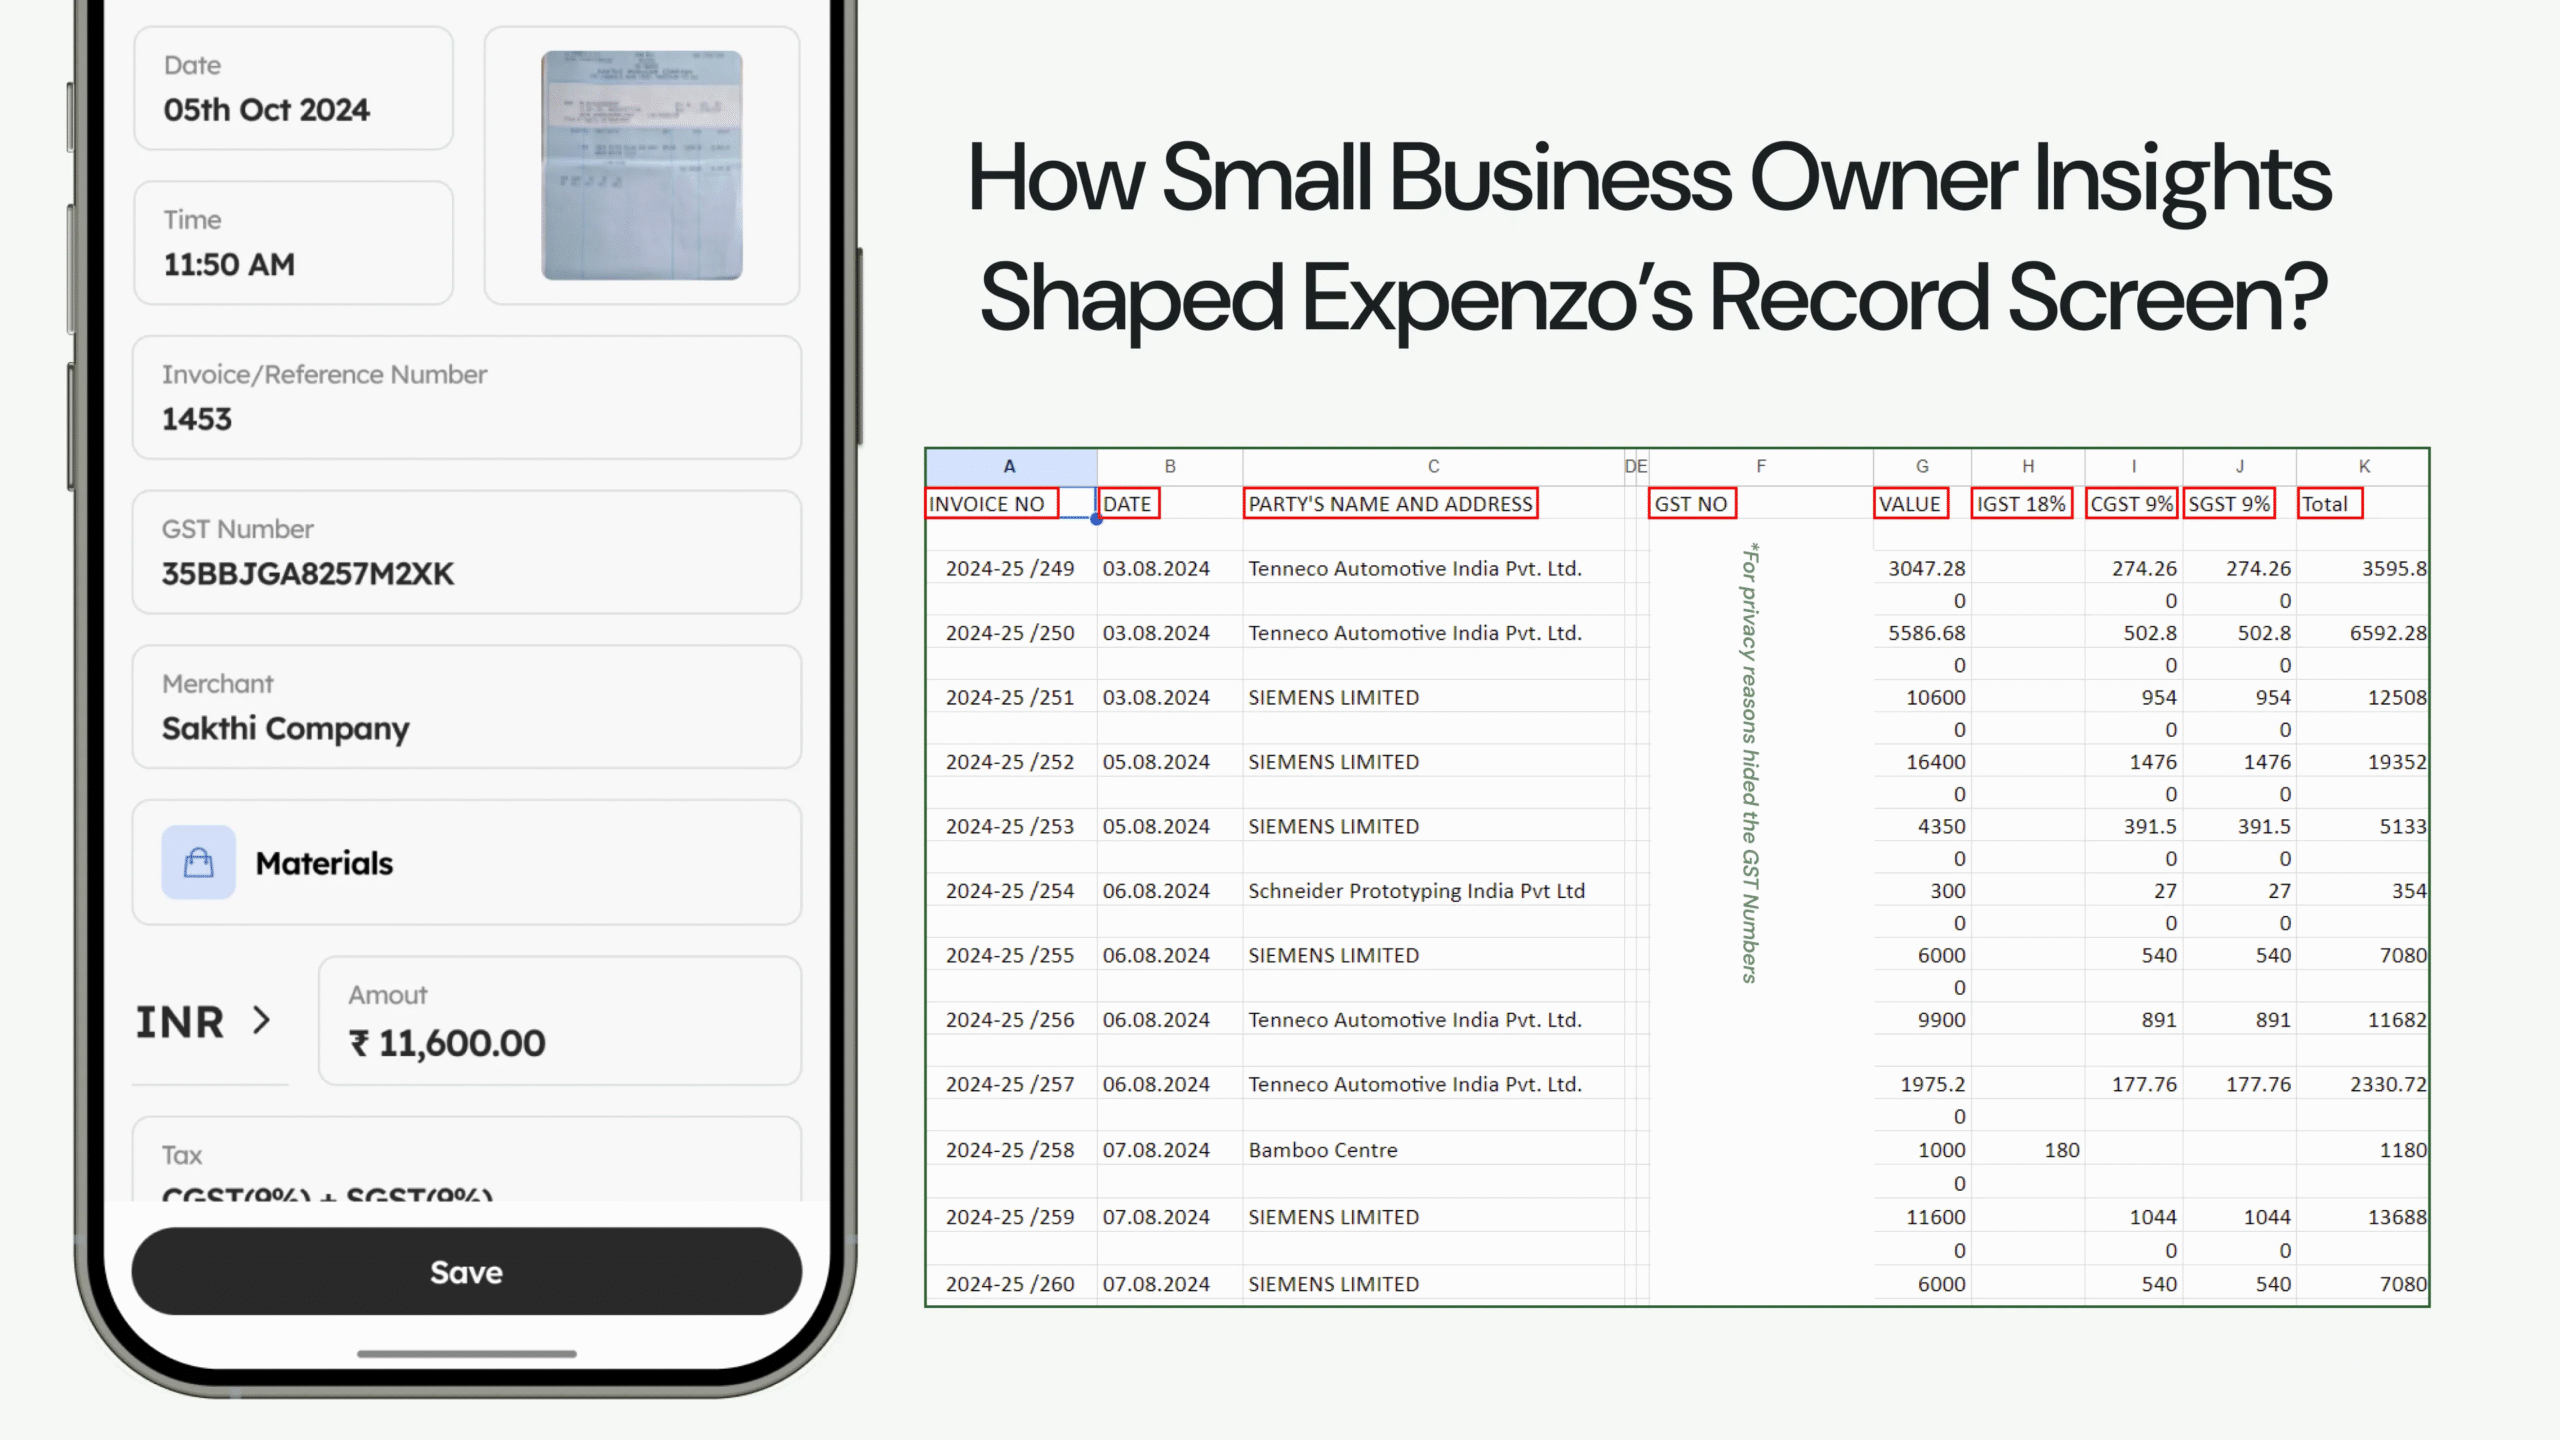 Date
05th Oct 2024
Time
11:50 AM
Invoice/Reference Number
1453
GST Number
35BBJGA8257M2XK
Merchant
Sakthi Company
Materials
INR >
Amout
₹ 11,600.00
Tax
CGST(9%) + SGST(9%)
Save
How Small Business Owner Insights
Shaped Expenzo’s Record Screen?
A B C D E F G H I J K
INVOICE NO DATE PARTY'S NAME AND ADDRESS GST NO VALUE IGST 18% CGST 9% SGST 9% Total
2024-25 /249 03.08.2024 Tenneco Automotive India Pvt. Ltd. 3047.28 274.26 274.26 3595.8
0 0 0
2024-25 /250 03.08.2024 Tenneco Automotive India Pvt. Ltd. 5586.68 502.8 502.8 6592.28
0 0 0
2024-25 /251 03.08.2024 SIEMENS LIMITED 10600 954 954 12508
0 0 0
2024-25 /252 05.08.2024 SIEMENS LIMITED 16400 1476 1476 19352
0 0 0
2024-25 /253 05.08.2024 SIEMENS LIMITED 4350 391.5 391.5 5133
0 0 0
2024-25 /254 06.08.2024 Schneider Prototyping India Pvt Ltd 300 27 27 354
0 0 0
2024-25 /255 06.08.2024 SIEMENS LIMITED 6000 540 540 7080
0
2024-25 /256 06.08.2024 Tenneco Automotive India Pvt. Ltd. 9900 891 891 11682
2024-25 /257 06.08.2024 Tenneco Automotive India Pvt. Ltd. 1975.2 177.76 177.76 2330.72
0
2024-25 /258 07.08.2024 Bamboo Centre 1000 180 1180
0
2024-25 /259 07.08.2024 SIEMENS LIMITED 11600 1044 1044 13688
0 0 0
2024-25 /260 07.08.2024 SIEMENS LIMITED 6000 540 540 7080
*For privacy reasons hided the GST Numbers